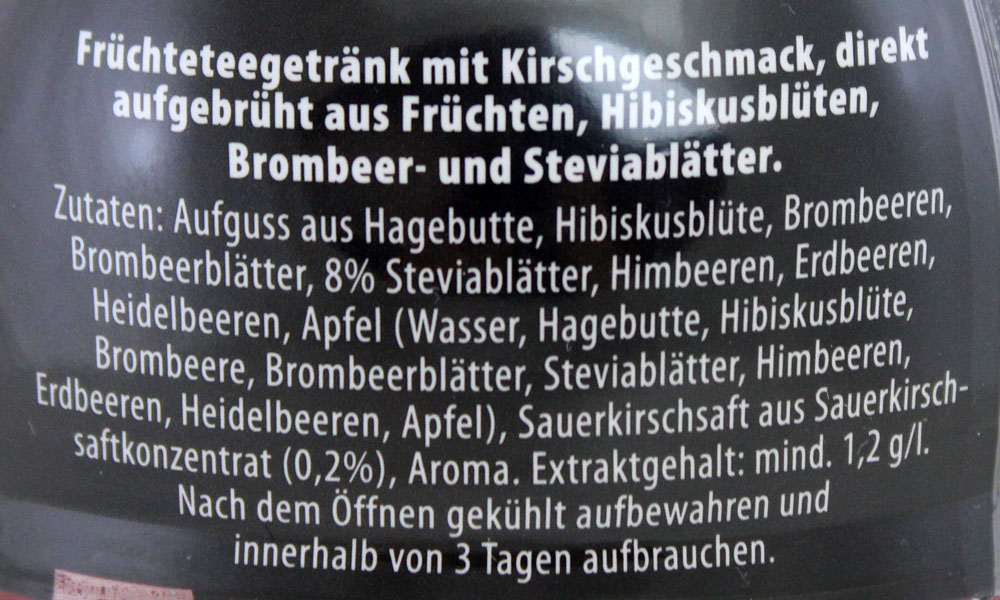 Früchteteegetränk mit Kirschgeschmack, direkt
aufgebrüht aus Früchten, Hibiskusblüten,
Brombeer- und Steviablätter.
Zutaten: Aufguss aus Hagebutte, Hibiskusblüte, Brombeeren,
Brombeerblätter, 8% Steviablätter, Himbeeren, Erdbeeren,
Heidelbeeren, Apfel (Wasser, Hagebutte, Hibiskusblüte,
Brombeere, Brombeerblätter, Steviablätter, Himbeeren,
Erdbeeren, Heidelbeeren, Apfel), Sauerkirschsaft aus Sauerkirsch-
saftkonzentrat (0,2%), Aroma. Extraktgehalt: mind. 1,2 g/l.
Nach dem Öffnen gekühlt aufbewahren und
innerhalb von 3 Tagen aufbrauchen.